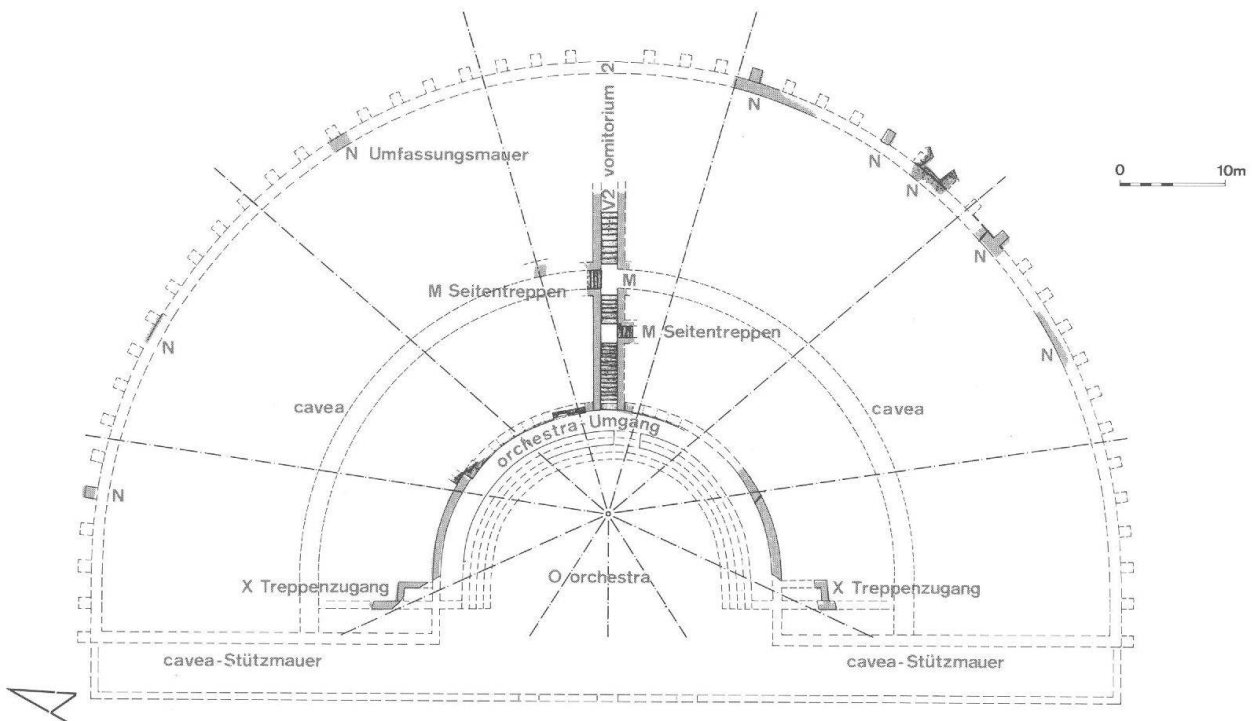 V2 vomitorium 2
N
N Umfassungsmauer
0 10m
N
N
N
M Seitentreppen
M
M Seitentreppen
N
N
cavea
cavea
orchestra-Umgang
N
O orchestra
X Treppenzugang
X Treppenzugang
cavea-Stützmauer
cavea-Stützmauer